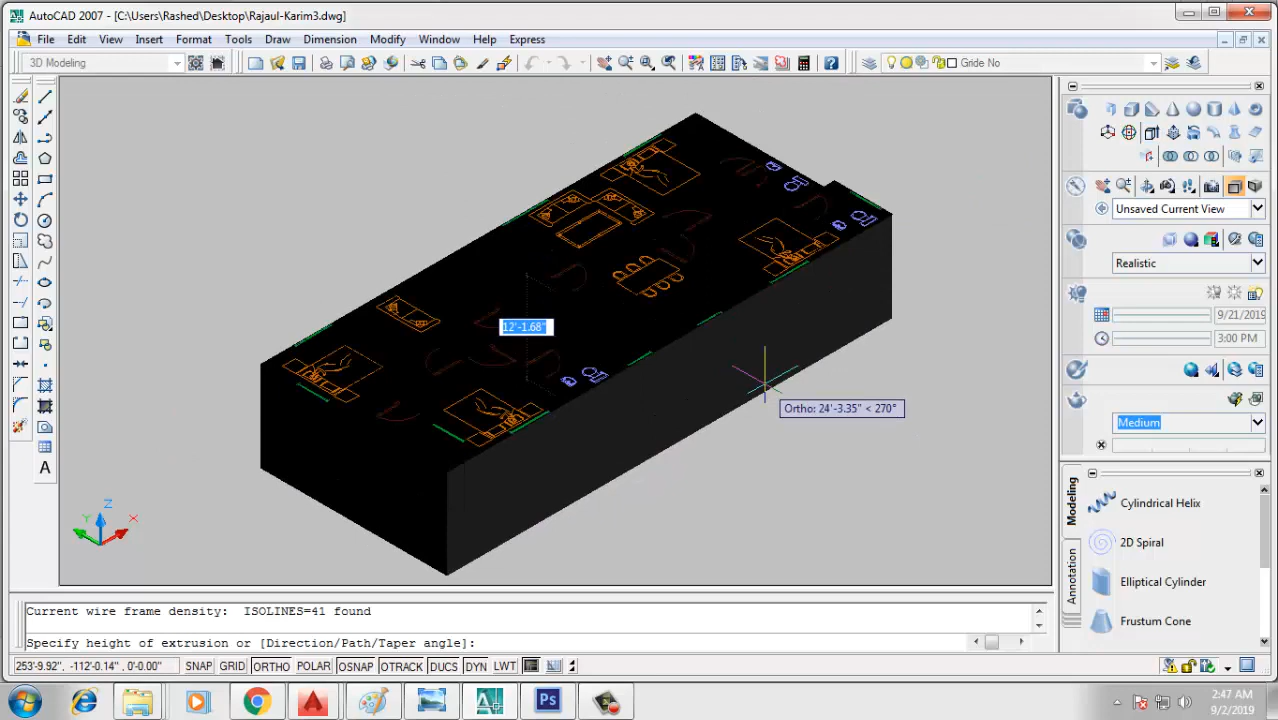 AutoCAD 2007 - [C:\Users\Rashed\Desktop\Rajaul-Karim3.dwg]
File Edit View Insert Format Tools Draw Dimension Modify Window Help Express
3D Modeling
Gride No
Unsaved Current View
Realistic
9/21/2019
3:00 PM
12'-1.68"
Ortho: 24'-3.35" < 270°
Medium
Z
Y
X
Modeling
Annotation
Cylindrical Helix
2D Spiral
Elliptical Cylinder
Frustum Cone
Current wire frame density:  ISOLINES=41 found
Specify height of extrusion or [Direction/Path/Taper angle]:
253'-9.92", -112'-0.14" , 0'-0.00"
SNAP GRID ORTHO POLAR OSNAP OTRACK DUCS DYN LWT
A
Ps
2:47 AM
9/2/2019